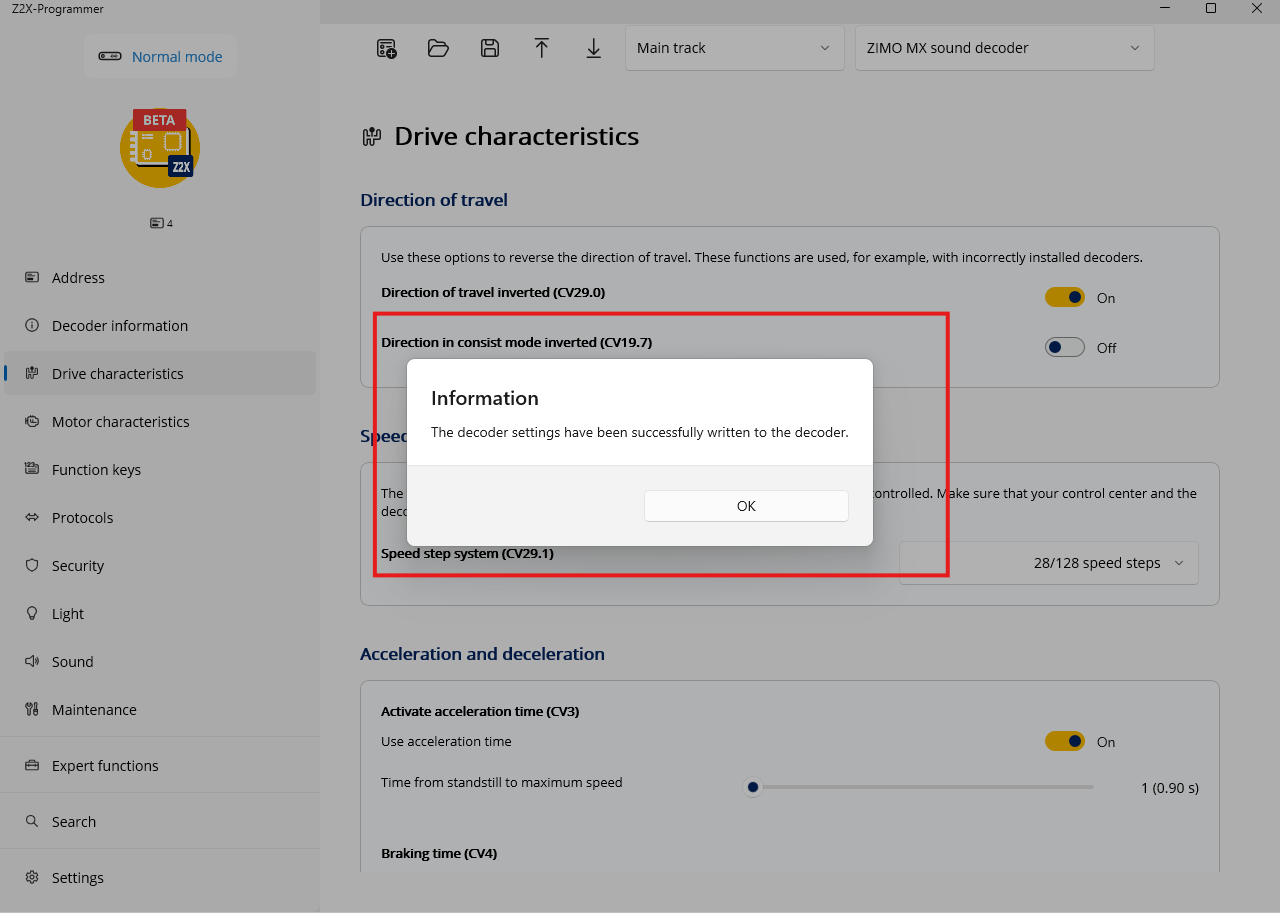 Z2X-Programmer
Normal mode
BETA
Z2X
4
Address
Decoder information
Drive characteristics
Motor characteristics
Function keys
Protocols
Security
Light
Sound
Maintenance
Expert functions
Search
Settings
Main track
ZIMO MX sound decoder
Drive characteristics
Direction of travel
Use these options to reverse the direction of travel. These functions are used, for example, with incorrectly installed decoders.
Direction of travel inverted (CV29.0)
On
Direction in consist mode inverted (CV19.7)
Off
Information
The decoder settings have been successfully written to the decoder.
OK
Speed
The
controlled. Make sure that your control center and the
Speed step system (CV29.1)
28/128 speed steps
Acceleration and deceleration
Activate acceleration time (CV3)
Use acceleration time
On
Time from standstill to maximum speed
1 (0.90 s)
Braking time (CV4)